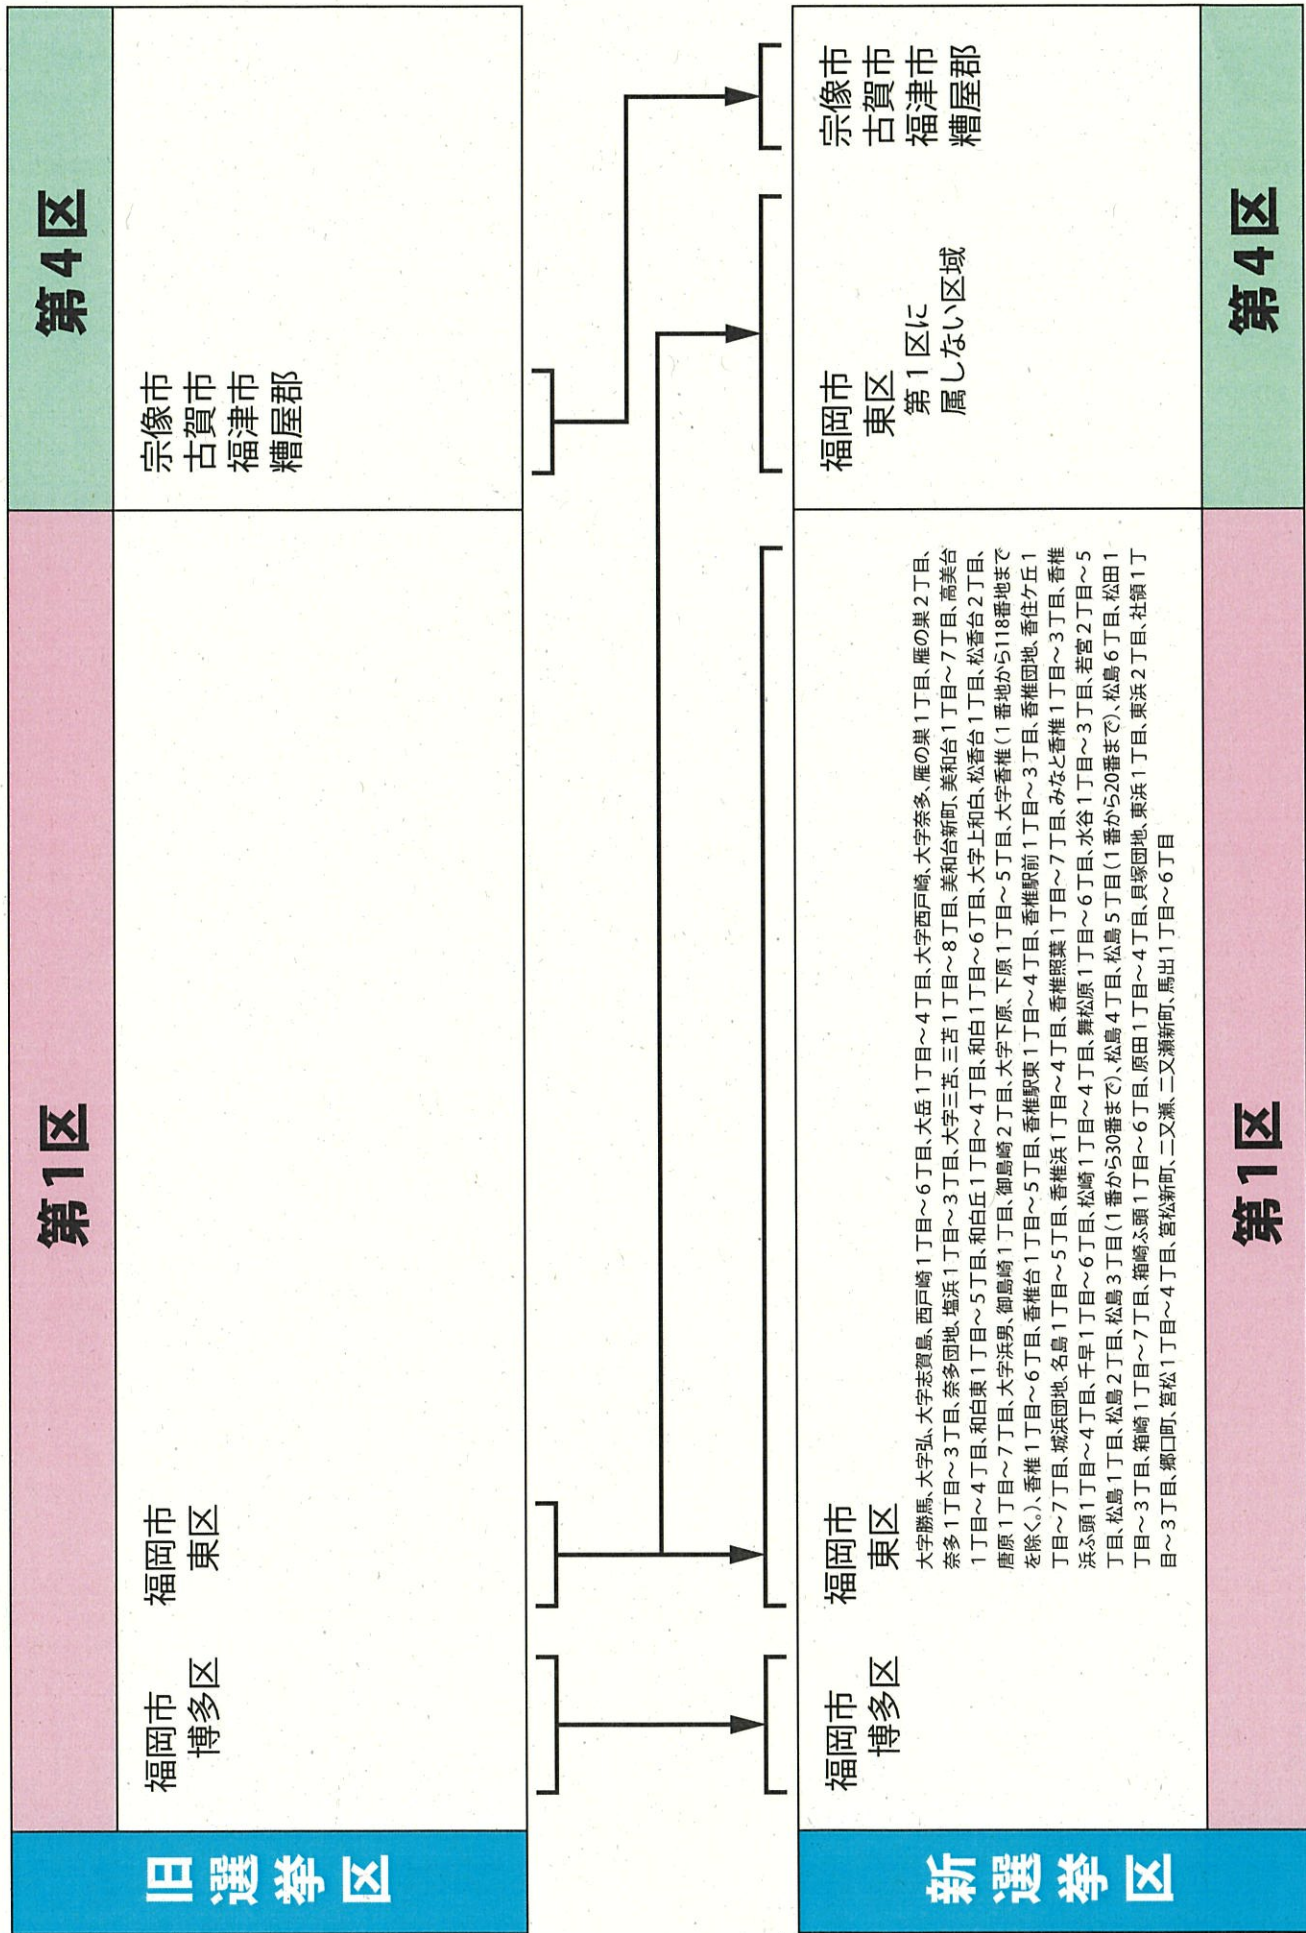 旧選挙区
第1区
第4区
福岡市
博多区
福岡市
東区
宗像市
古賀市
福津市
糟屋郡
新選挙区
福岡市
博多区
福岡市
東区
大字勝馬、大字弘、大字志賀島、西戸崎1丁目～6丁目、大岳1丁目～4丁目、大字西戸崎、大字奈多、雁の巣1丁目、雁の巣2丁目、
奈多1丁目～3丁目、奈多団地、塩浜1丁目～3丁目、大字三苫、三苫1丁目～8丁目、美和台新町、美和台1丁目～7丁目、高美台
1丁目～4丁目、和白東1丁目～5丁目、和白丘1丁目～4丁目、和白1丁目～6丁目、大字上和白、松香台1丁目、松香台2丁目、
唐原1丁目～7丁目、大字浜男、御島崎1丁目、御島崎2丁目、大字下原、下原1丁目～5丁目、大字香椎(1番地から118番地まで
を除く。)、香椎1丁目～6丁目、香椎台1丁目～5丁目、香椎駅東1丁目～4丁目、香椎駅前1丁目～3丁目、香椎団地、香住ケ丘1
丁目～7丁目、城浜団地、名島1丁目～5丁目、香椎浜1丁目～4丁目、香椎照葉1丁目～7丁目、みなと香椎1丁目～3丁目、香椎
浜ふ頭1丁目～4丁目、千早1丁目～6丁目、松崎1丁目～4丁目、舞松原1丁目～6丁目、水谷1丁目～3丁目、若宮2丁目～5
丁目、松島1丁目、松島2丁目、松島3丁目(1番から30番まで)、松島4丁目、松島5丁目(1番から20番まで)、松島6丁目、松田1
丁目～3丁目、箱崎1丁目～7丁目、箱崎ふ頭1丁目～6丁目、原田1丁目～4丁目、貝塚団地、東浜1丁目、東浜2丁目、社領1丁
目～3丁目、郷口町、筥松1丁目～4丁目、筥松新町、二又瀬、二又瀬新町、馬出1丁目～6丁目
福岡市
東区
第1区に
属しない区域
宗像市
古賀市
福津市
糟屋郡
第1区
第4区